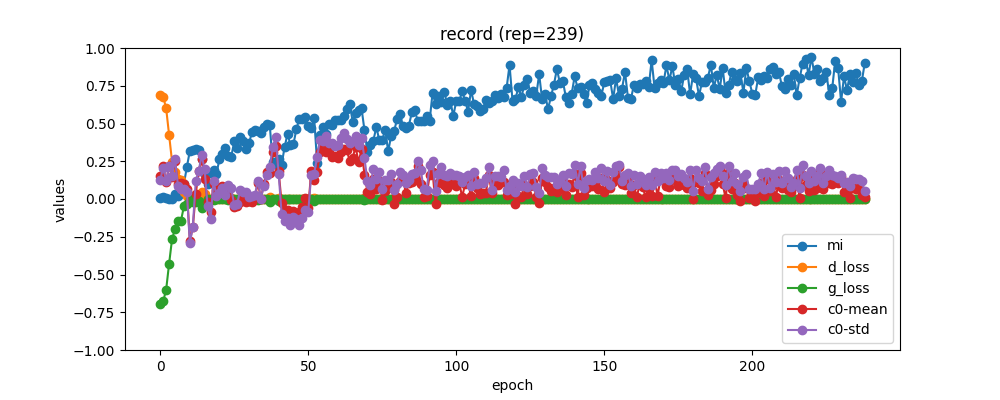 record (rep=239)
1.00
0.75
0.50
0.25
0.00
−0.25
−0.50
−0.75
−1.00
values
0 50 100 150 200
epoch
mi
d_loss
g_loss
c0-mean
c0-std